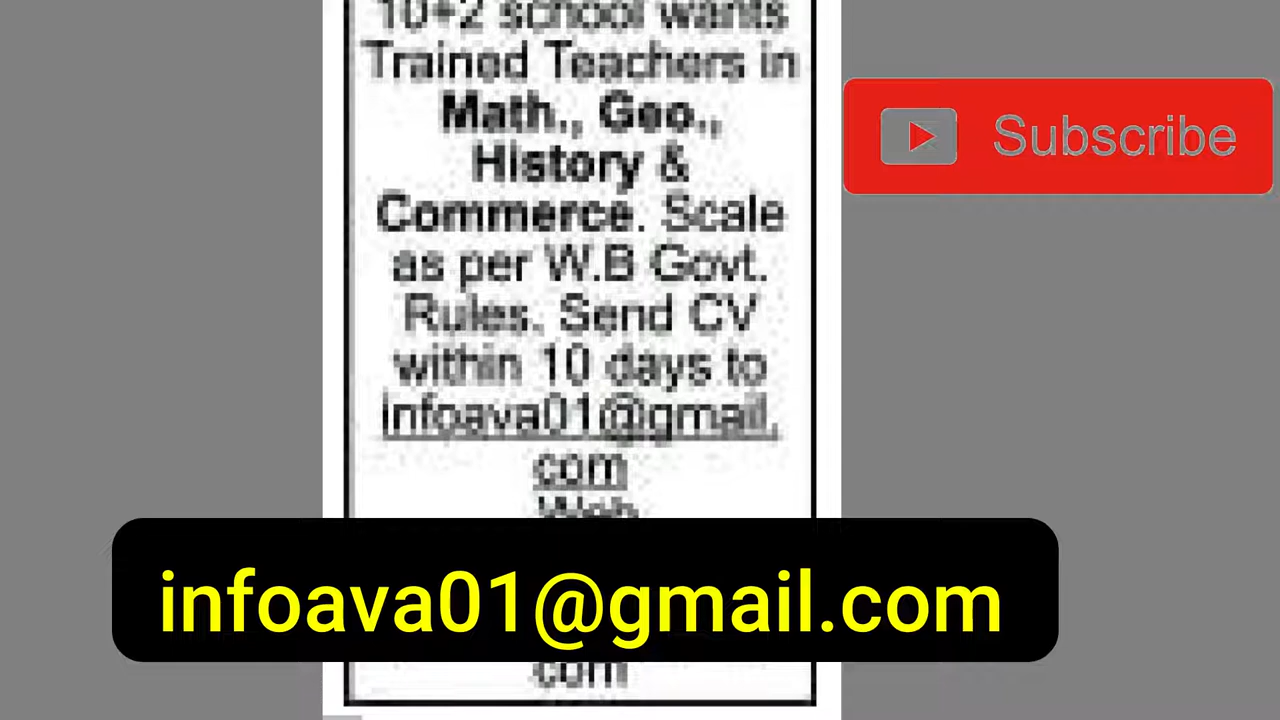 10+2 school wants
Trained Teachers in
Math., Geo.,
History &
Commerce. Scale
as per W.B Govt.
Rules. Send CV
within 10 days to
infoava01@gmail.
com
Web
infoava01@gmail.com
com
Subscribe